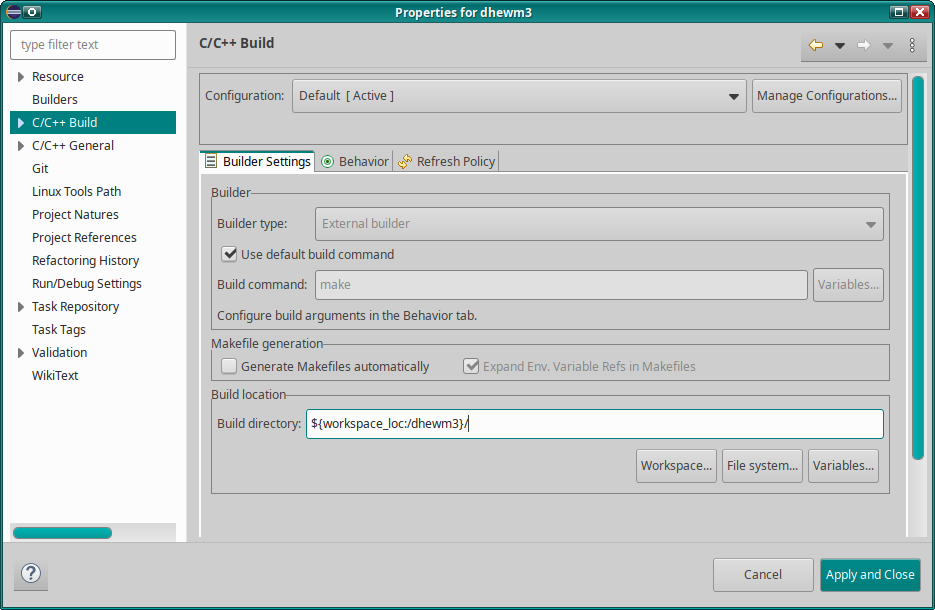 Properties for dhewm3
type filter text
Resource
Builders
C/C++ Build
C/C++ General
Git
Linux Tools Path
Project Natures
Project References
Refactoring History
Run/Debug Settings
Task Repository
Task Tags
Validation
WikiText
C/C++ Build
Configuration: Default [ Active ] Manage Configurations...
Builder Settings Behavior Refresh Policy
Builder
Builder type: External builder
Use default build command
Build command: make Variables...
Configure build arguments in the Behavior tab.
Makefile generation
Generate Makefiles automatically Expand Env. Variable Refs in Makefiles
Build location
Build directory: ${workspace_loc:/dhewm3}/
Workspace... File system... Variables...
? Cancel Apply and Close